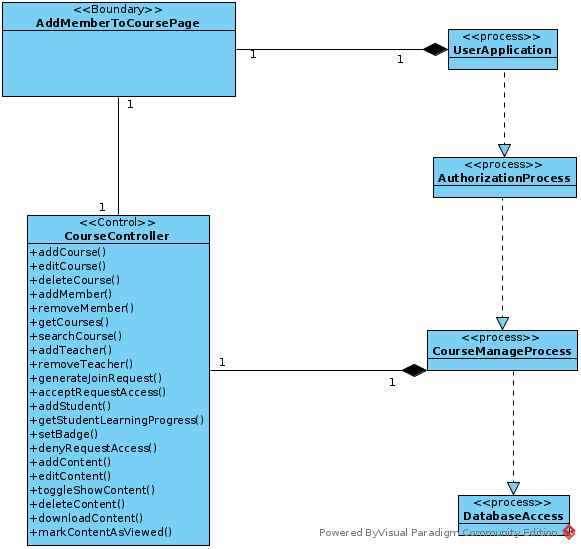 <<Boundary>>
AddMemberToCoursePage
<<process>>
UserApplication
1
1
1
<<process>>
AuthorizationProcess
1
<<Control>>
CourseController
+addCourse()
+editCourse()
+deleteCourse()
+addMember()
+removeMember()
+getCourses()
+searchCourse()
+addTeacher()
+removeTeacher()
+generateJoinRequest()
+acceptRequestAccess()
+addStudent()
+getStudentLearningProgress()
+setBadge()
+denyRequestAccess()
+addContent()
+editContent()
+toggleShowContent()
+deleteContent()
+downloadContent()
+markContentAsViewed()
<<process>>
CourseManageProcess
1
1
<<process>>
DatabaseAccess
Powered ByVisual Paradigm Community Edition